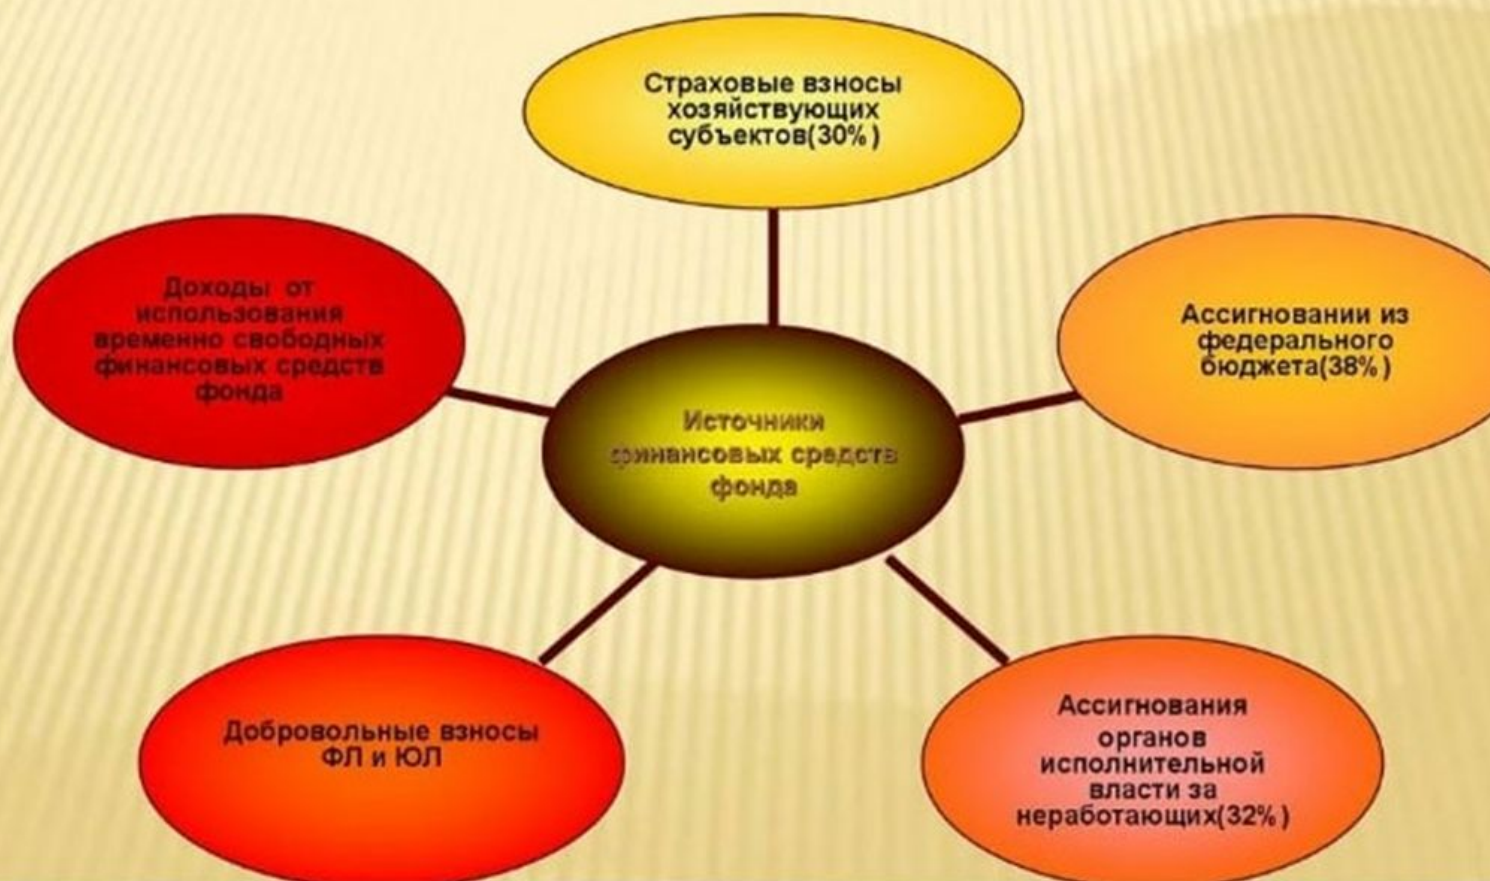 Страховые взносы
хозяйствующих
субъектов(30%)
Доходы от
использования
временно свободных
финансовых средств
фонда
Ассигновании из
федерального
бюджета(38%)
Источники
финансовых средств
фонда
Добровольные взносы
ФЛ и ЮЛ
Ассигнования
органов
исполнительной
власти за
неработающих(32%)